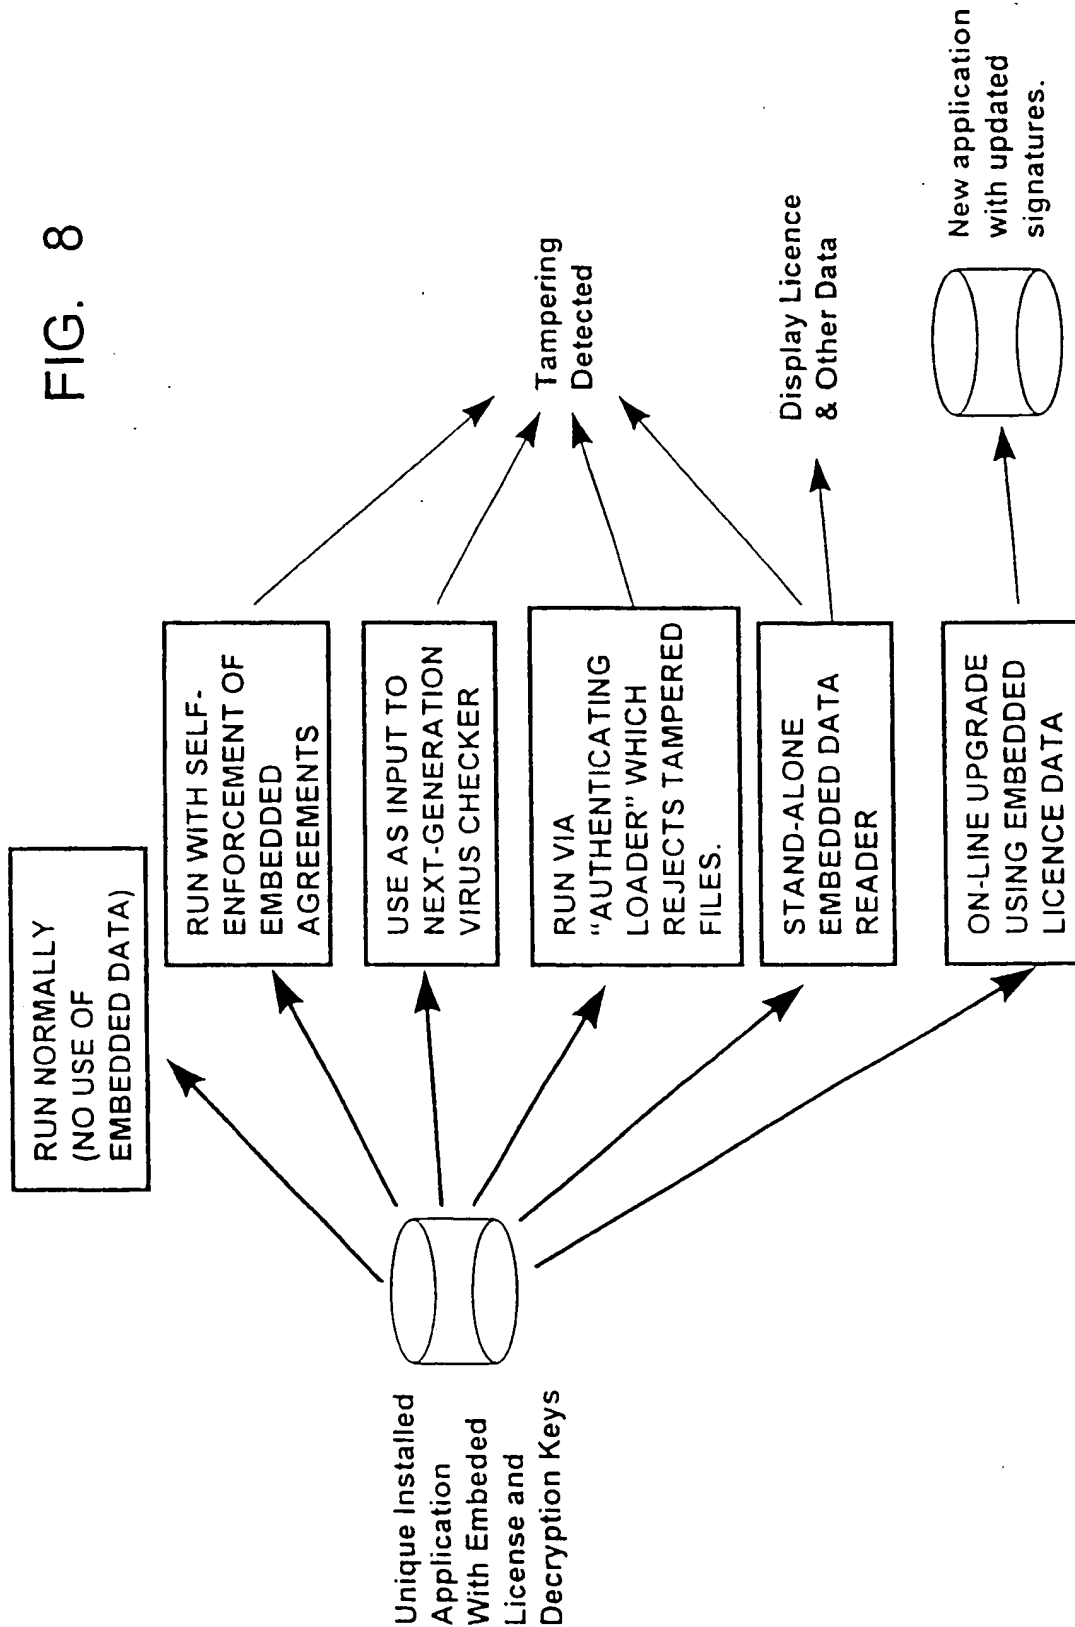 FIG. 8
Unique Installed
Application
With Embeded
License and
Decryption Keys
RUN NORMALLY
(NO USE OF
EMBEDDED DATA)
RUN WITH SELF-
ENFORCEMENT OF
EMBEDDED
AGREEMENTS
USE AS INPUT TO
NEXT-GENERATION
VIRUS CHECKER
RUN VIA
“AUTHENTICATING
LOADER” WHICH
REJECTS TAMPERED
FILES.
STAND-ALONE
EMBEDDED DATA
READER
ON-LINE UPGRADE
USING EMBEDDED
LICENCE DATA
Tampering
Detected
Display Licence
& Other Data
New application
with updated
signatures.